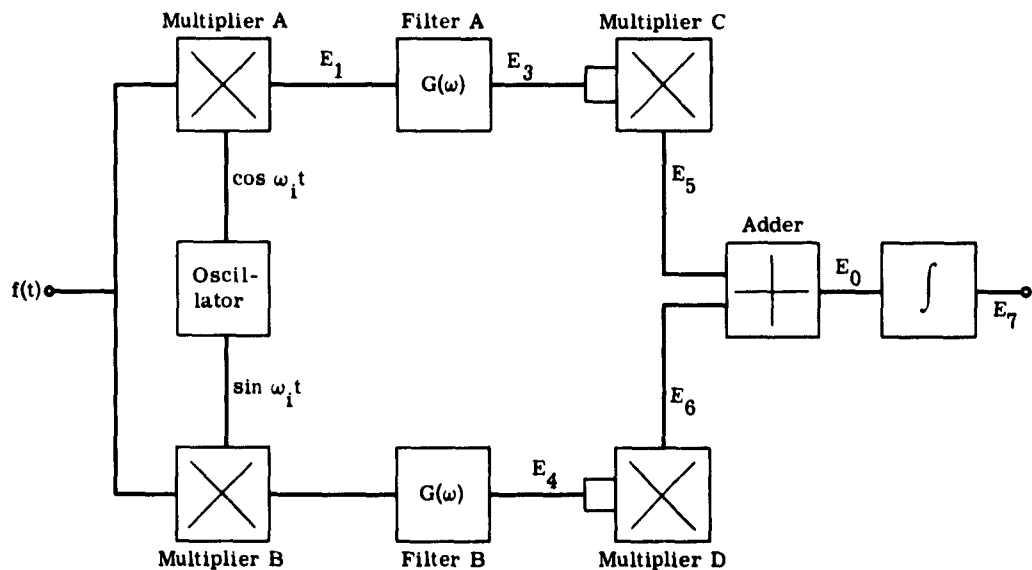 Multiplier A
Filter A
Multiplier C
E₁
G(ω)
E₃
cos ωᵢt
E₅
Adder
f(t)
Oscil-
lator
E₀
∫
E₇
sin ωᵢt
E₆
G(ω)
E₄
Multiplier B
Filter B
Multiplier D